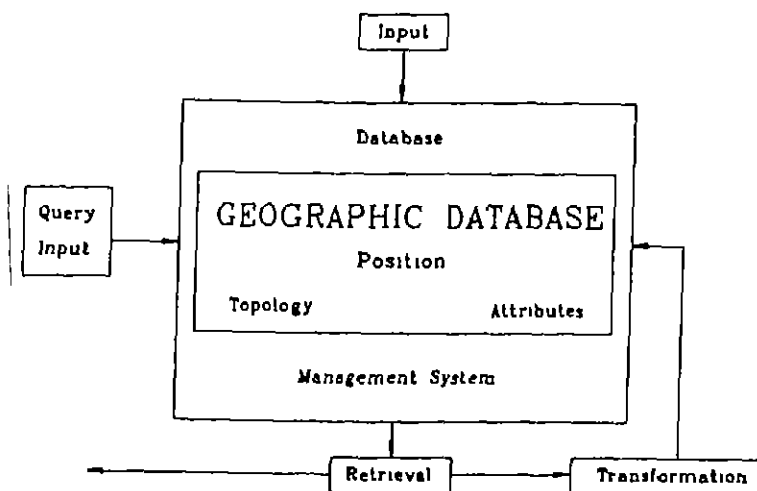 Input
Database
Query
Input
GEOGRAPHIC DATABASE
Position
Topology Attributes
Management System
Retrieval Transformation